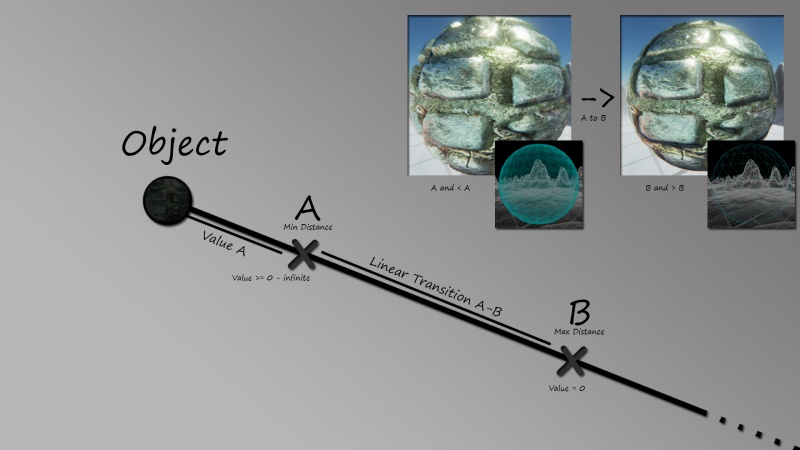 Object
A
Min Distance
Value A
Value >= 0 - infinite
Linear Transition A-B
B
Max Distance
Value = 0
A and < A
->
A to B
B and > B